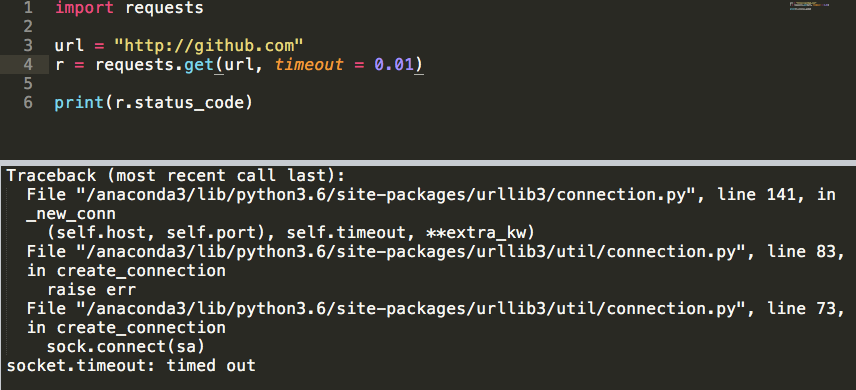 1 import requests
2
3 url = "http://github.com"
4 r = requests.get(url, timeout = 0.01)
5
6 print(r.status_code)
Traceback (most recent call last):
  File "/anaconda3/lib/python3.6/site-packages/urllib3/connection.py", line 141, in
  _new_conn
    (self.host, self.port), self.timeout, **extra_kw)
  File "/anaconda3/lib/python3.6/site-packages/urllib3/util/connection.py", line 83,
  in create_connection
    raise err
  File "/anaconda3/lib/python3.6/site-packages/urllib3/util/connection.py", line 73,
  in create_connection
    sock.connect(sa)
socket.timeout: timed out